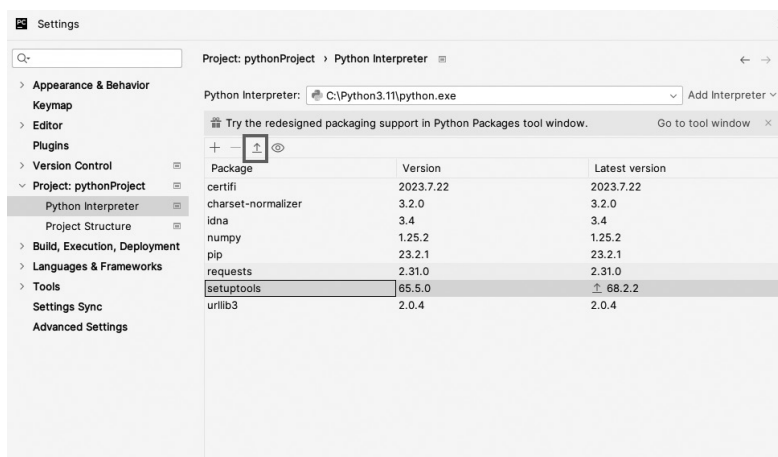 PC Settings
Project: pythonProject › Python Interpreter
Appearance & Behavior
Keymap
Editor
Plugins
Version Control
Project: pythonProject
Python Interpreter
Project Structure
Build, Execution, Deployment
Languages & Frameworks
Tools
Settings Sync
Advanced Settings
Python Interpreter: C:\Python3.11\python.exe Add Interpreter
Try the redesigned packaging support in Python Packages tool window. Go to tool window ×
Package Version Latest version
certifi 2023.7.22 2023.7.22
charset-normalizer 3.2.0 3.2.0
idna 3.4 3.4
numpy 1.25.2 1.25.2
pip 23.2.1 23.2.1
requests 2.31.0 2.31.0
setuptools 65.5.0 68.2.2
urllib3 2.0.4 2.0.4